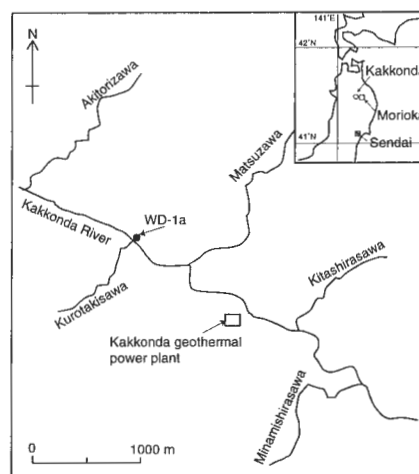 N
141°E
42°N
Kakkonda
Morioka
41°N
Sendai
Akitorizawa
Matsuzawa
WD-1a
Kakkonda River
Kurotakisawa
Kitashirasawa
Kakkonda geothermal
power plant
Minamishirasawa
0 1000 m